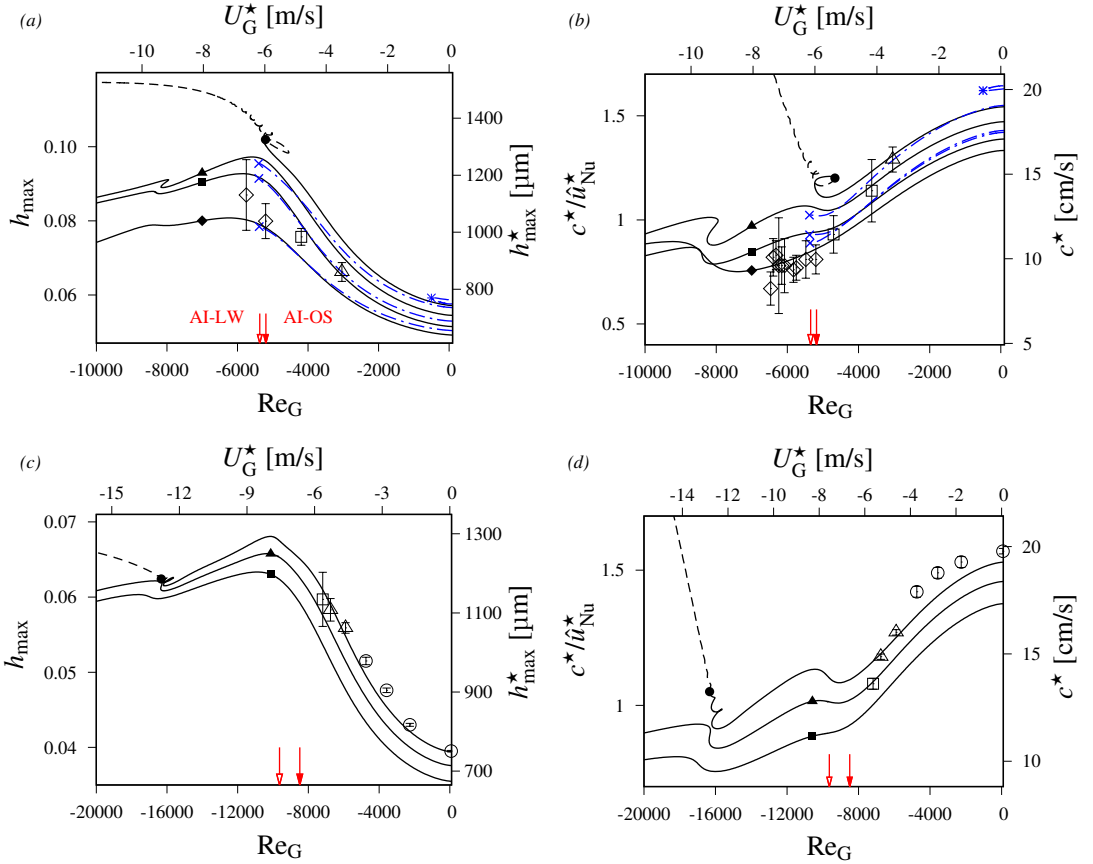 (a)
U★G [m/s]
-10 -8 -6 -4 -2 0
hmax
0.10
0.08
0.06
1400
1200
1000
800
h★max [µm]
AI-LW AI-OS
-10000 -8000 -6000 -4000 -2000 0
ReG
(b)
U★G [m/s]
-10 -8 -6 -4 -2 0
c★/û★Nu
1.5
1
0.5
20
15
10
5
c★ [cm/s]
-10000 -8000 -6000 -4000 -2000 0
ReG
(c)
U★G [m/s]
-15 -12 -9 -6 -3 0
hmax
0.07
0.06
0.05
0.04
1300
1100
900
700
h★max [µm]
-20000 -16000 -12000 -8000 -4000 0
ReG
(d)
U★G [m/s]
-14 -12 -10 -8 -6 -4 -2 0
c★/û★Nu
1.5
1
20
15
10
c★ [cm/s]
-20000 -16000 -12000 -8000 -4000 0
ReG